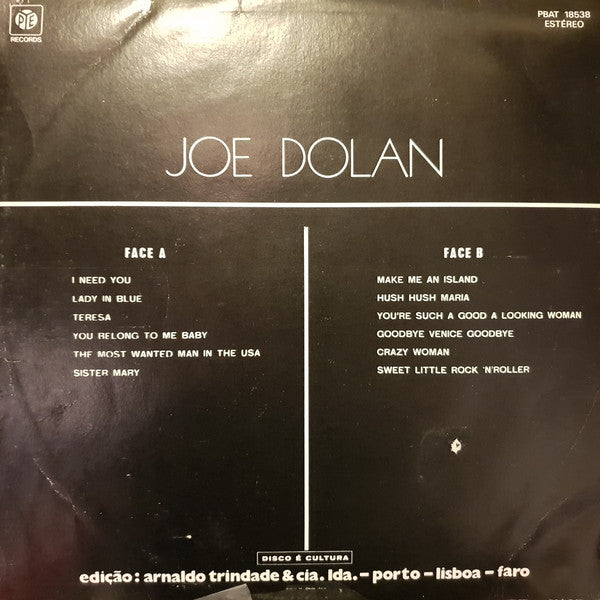 PYE
RECORDS
PBAT 18538
ESTÉREO
JOE DOLAN
FACE A
I NEED YOU
LADY IN BLUE
TERESA
YOU BELONG TO ME BABY
THE MOST WANTED MAN IN THE USA
SISTER MARY
FACE B
MAKE ME AN ISLAND
HUSH HUSH MARIA
YOU'RE SUCH A GOOD A LOOKING WOMAN
GOODBYE VENICE GOODBYE
CRAZY WOMAN
SWEET LITTLE ROCK 'N'ROLLER
DISCO É CULTURA
edição: arnaldo trindade & cia. lda. – porto – lisboa – faro